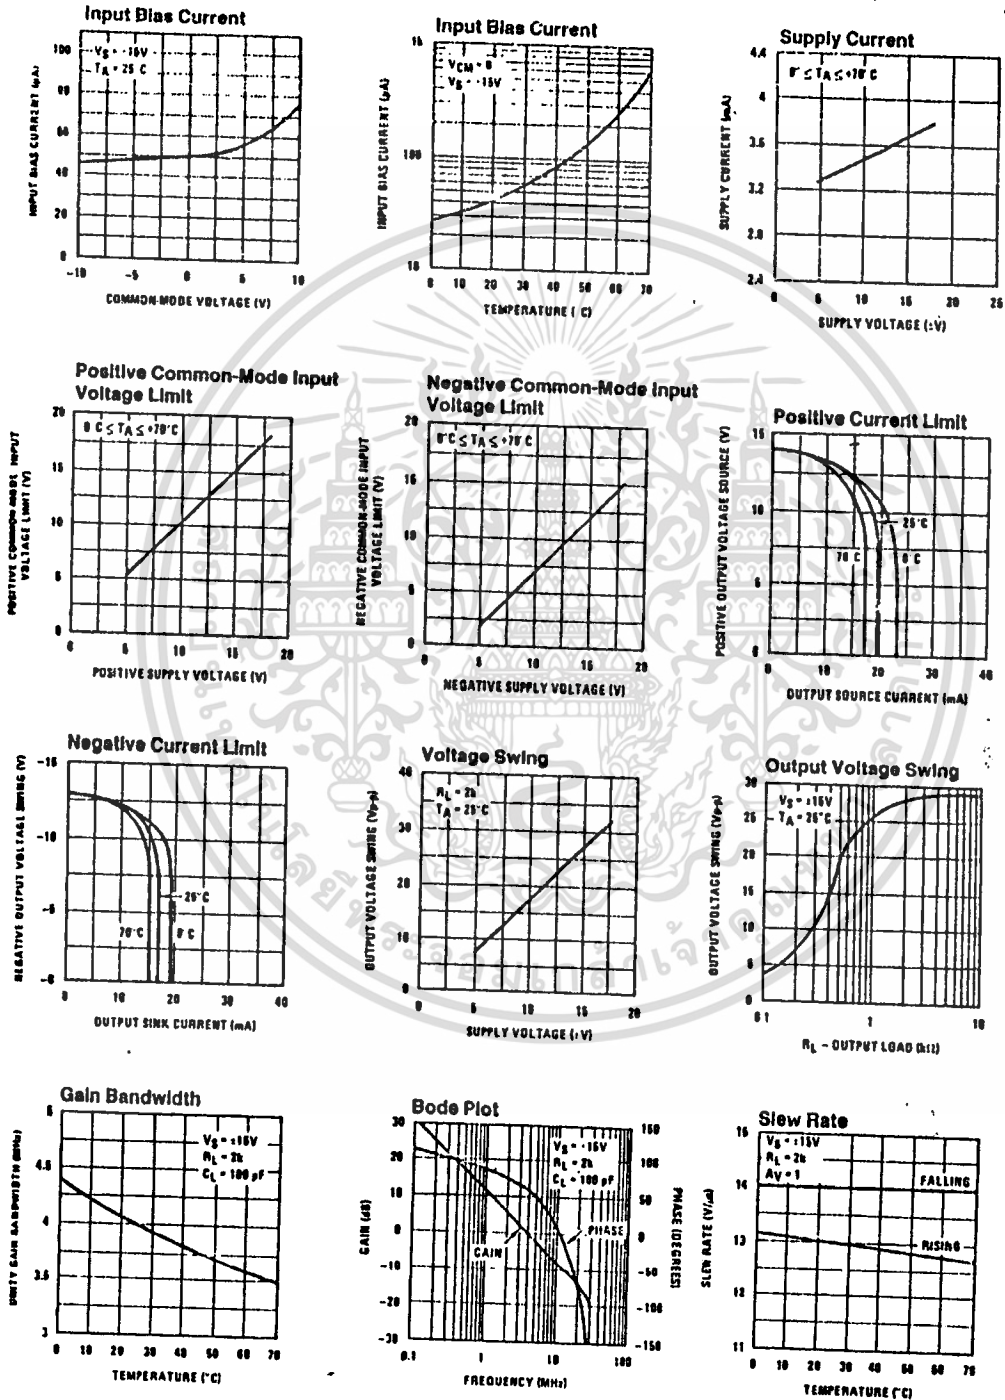 Input Bias Current
INPUT BIAS CURRENT (pA)
100
80
60
40
20
0
VS = ±15V
TA = 25°C
-10 -5 0 5 10
COMMON-MODE VOLTAGE (V)
Input Bias Current
INPUT BIAS CURRENT (pA)
1k
100
10
VCM = 0
VS = ±15V
0 10 20 30 40 50 60 70
TEMPERATURE (°C)
Supply Current
SUPPLY CURRENT (mA)
4.4
4
3.6
3.2
2.8
2.4
0° ≤ TA ≤ +70°C
0 5 10 15 20 25
SUPPLY VOLTAGE (±V)
Positive Common-Mode Input
Voltage Limit
POSITIVE COMMON-MODE INPUT
VOLTAGE LIMIT (V)
20
15
10
5
0
0°C ≤ TA ≤ +70°C
0 5 10 15 20
POSITIVE SUPPLY VOLTAGE (V)
Negative Common-Mode Input
Voltage Limit
NEGATIVE COMMON-MODE INPUT
VOLTAGE LIMIT (V)
20
15
10
5
0
0°C ≤ TA ≤ +70°C
0 5 10 15 20
NEGATIVE SUPPLY VOLTAGE (V)
Positive Current Limit
POSITIVE OUTPUT VOLTAGE SOURCE (V)
15
10
5
0
25°C
70°C
0°C
0 10 20 30 40
OUTPUT SOURCE CURRENT (mA)
Negative Current Limit
NEGATIVE OUTPUT VOLTAGE SWING (V)
-15
-10
-5
-0
25°C
70°C
0°C
0 10 20 30 40
OUTPUT SINK CURRENT (mA)
Voltage Swing
OUTPUT VOLTAGE SWING (Vp-p)
40
30
20
10
0
RL = 2k
TA = 25°C
0 5 10 15 20
SUPPLY VOLTAGE (±V)
Output Voltage Swing
OUTPUT VOLTAGE SWING (Vp-p)
30
25
20
15
10
5
0
VS = ±15V
TA = 25°C
0.1 1 10
RL - OUTPUT LOAD (kΩ)
Gain Bandwidth
UNITY GAIN BANDWIDTH (MHz)
5
4.5
4
3.5
3
VS = ±15V
RL = 2k
CL = 100 pF
0 10 20 30 40 50 60 70
TEMPERATURE (°C)
Bode Plot
GAIN (dB)
30
20
10
0
-10
-20
-30
VS = ±15V
RL = 2k
CL = 100 pF
PHASE
GAIN
150
100
50
0
-50
-100
-150
PHASE (DEGREES)
0.1 1 10 100
FREQUENCY (MHz)
Slew Rate
SLEW RATE (V/µs)
15
14
13
12
11
VS = ±15V
RL = 2k
AV = 1
FALLING
RISING
0 10 20 30 40 50 60 70
TEMPERATURE (°C)